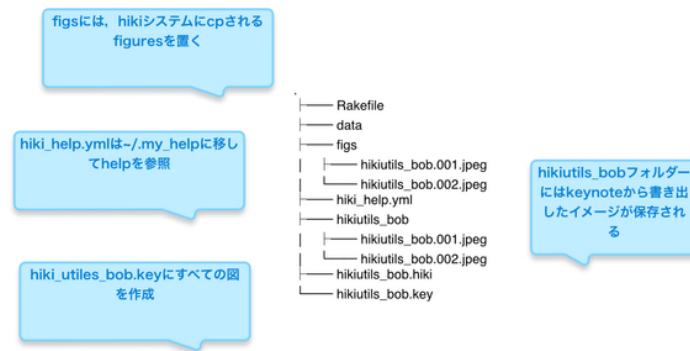 figsには，hikiシステムにcpされる
figuresを置く
hiki_help.ymlは~/.my_helpに移し
てhelpを参照
hiki_utiles_bob.keyにすべての図
を作成
.
├── Rakefile
├── data
├── figs
│   ├── hikiutils_bob.001.jpeg
│   └── hikiutils_bob.002.jpeg
├── hiki_help.yml
├── hikiutils_bob
│   ├── hikiutils_bob.001.jpeg
│   ├── hikiutils_bob.002.jpeg
├── hikiutils_bob.hiki
└── hikiutils_bob.key
hikiutils_bobフォルダー
にはkeynoteから書き出
したイメージが保存され
る